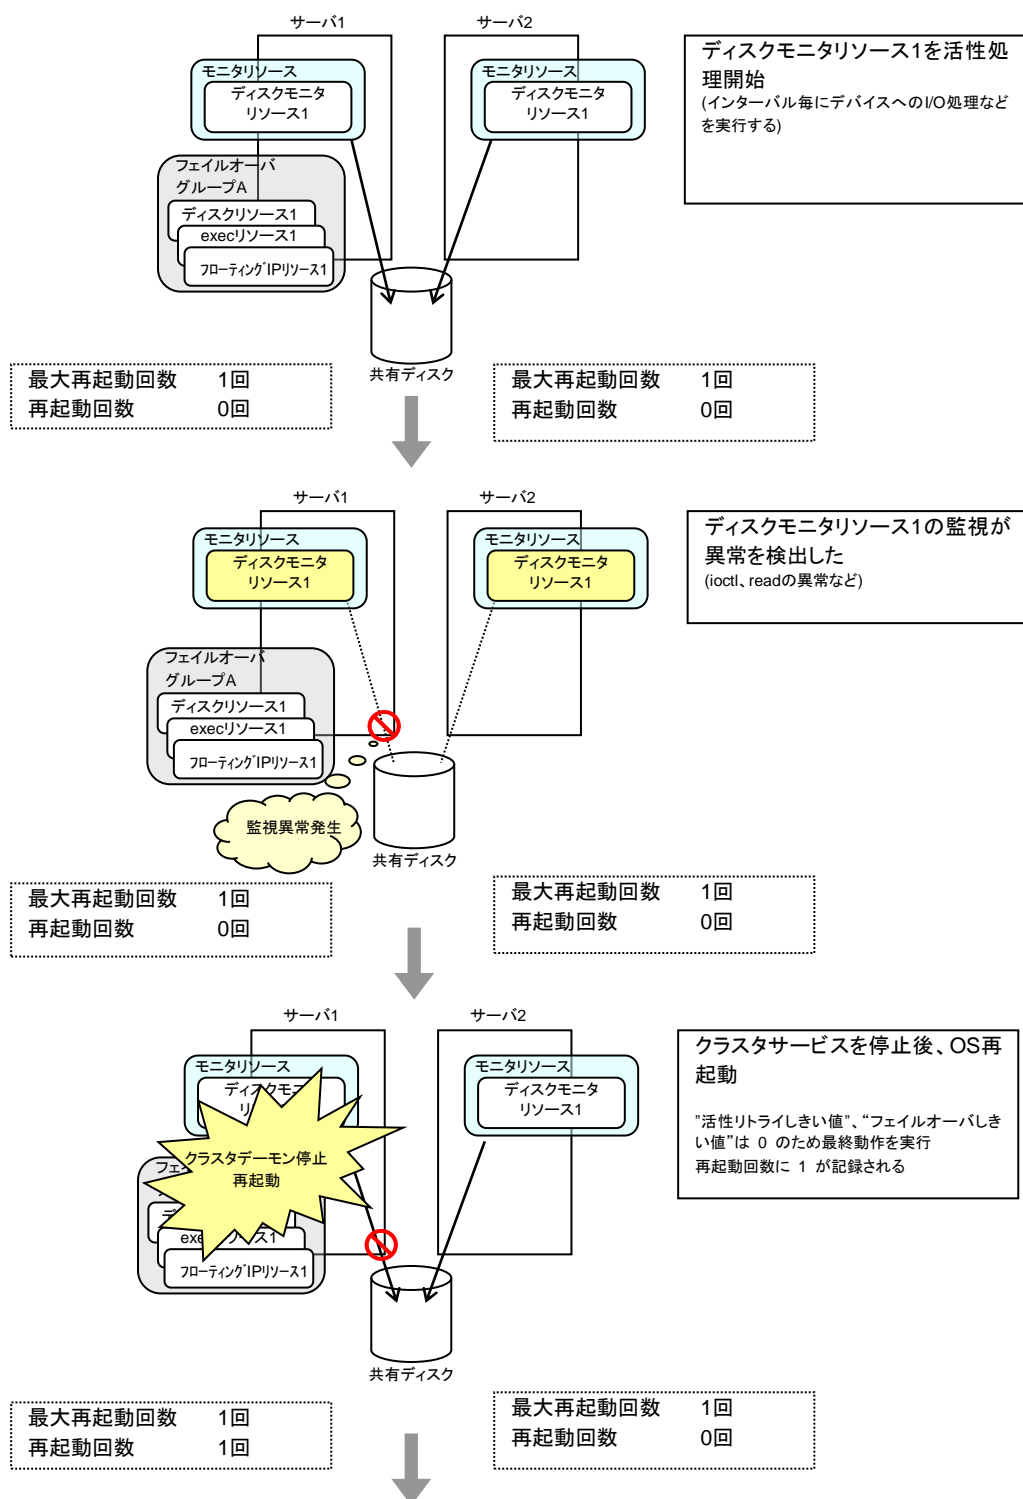 サーバ1
サーバ2
モニタリソース
ディスクモニタ
リソース1
モニタリソース
ディスクモニタ
リソース1
フェイルオーバ
グループA
ディスクリソース1
execリソース1
フローティングIPリソース1
共有ディスク
ディスクモニタリソース1を活性処
理開始
(インターバル毎にデバイスへのI/O処理など
を実行する)
最大再起動回数 1回
再起動回数 0回
最大再起動回数 1回
再起動回数 0回
サーバ1
サーバ2
モニタリソース
ディスクモニタ
リソース1
モニタリソース
ディスクモニタ
リソース1
フェイルオーバ
グループA
ディスクリソース1
execリソース1
フローティングIPリソース1
監視異常発生
共有ディスク
ディスクモニタリソース1の監視が
異常を検出した
(ioctl、readの異常など)
最大再起動回数 1回
再起動回数 0回
最大再起動回数 1回
再起動回数 0回
サーバ1
サーバ2
モニタリソース
ディスクモニ
モニタリソース
ディスクモニタ
リソース1
クラスタデーモン停止
再起動
フローティングIPリソース1
共有ディスク
クラスタサービスを停止後、OS再
起動
”活性リトライしきい値”、“フェイルオーバしき
い値”は 0 のため最終動作を実行
再起動回数に 1 が記録される
最大再起動回数 1回
再起動回数 1回
最大再起動回数 1回
再起動回数 0回